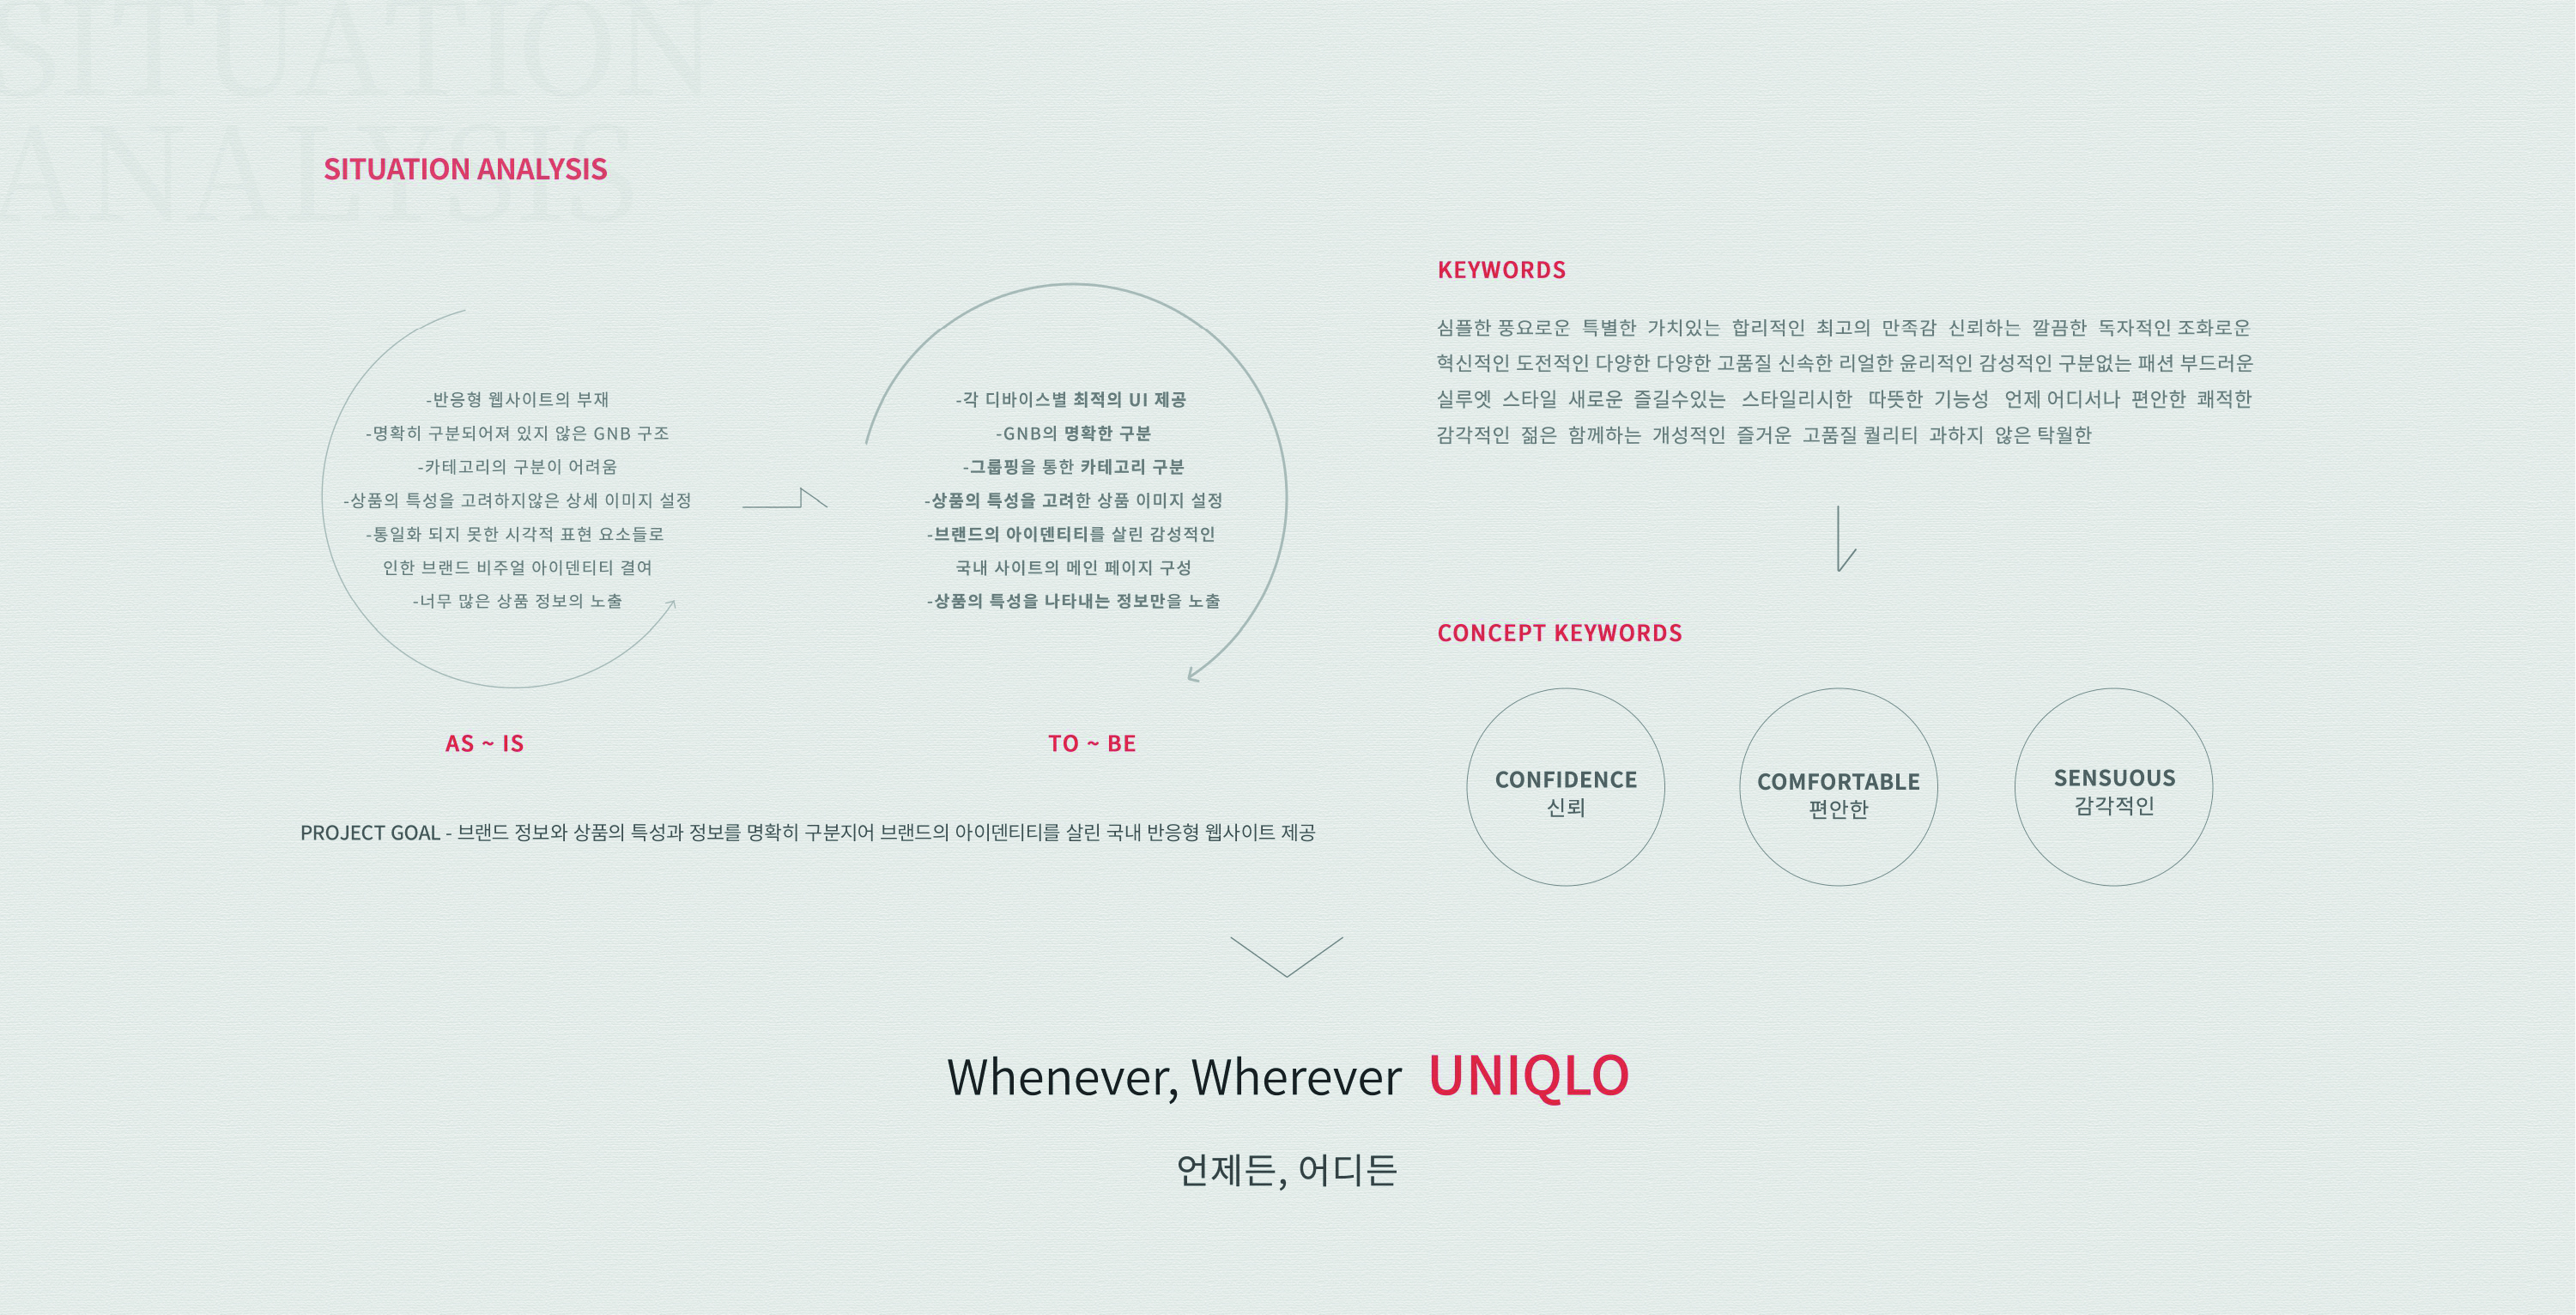 SITUATION
ANALYSIS
SITUATION ANALYSIS
-반응형 웹사이트의 부재
-명확히 구분되어져 있지 않은 GNB 구조
-카테고리의 구분이 어려움
-상품의 특성을 고려하지않은 상세 이미지 설정
-통일화 되지 못한 시각적 표현 요소들로
인한 브랜드 비주얼 아이덴티티 결여
-너무 많은 상품 정보의 노출
AS ~ IS
-각 디바이스별 최적의 UI 제공
-GNB의 명확한 구분
-그룹핑을 통한 카테고리 구분
-상품의 특성을 고려한 상품 이미지 설정
-브랜드의 아이덴티티를 살린 감성적인
국내 사이트의 메인 페이지 구성
-상품의 특성을 나타내는 정보만을 노출
TO ~ BE
PROJECT GOAL - 브랜드 정보와 상품의 특성과 정보를 명확히 구분지어 브랜드의 아이덴티티를 살린 국내 반응형 웹사이트 제공
KEYWORDS
심플한 풍요로운 특별한 가치있는 합리적인 최고의 만족감 신뢰하는 깔끔한 독자적인 조화로운
혁신적인 도전적인 다양한 다양한 고품질 신속한 리얼한 윤리적인 감성적인 구분없는 패션 부드러운
실루엣 스타일 새로운 즐길수있는 스타일리시한 따뜻한 기능성 언제 어디서나 편안한 쾌적한
감각적인 젊은 함께하는 개성적인 즐거운 고품질 퀄리티 과하지 않은 탁월한
CONCEPT KEYWORDS
CONFIDENCE
신뢰
COMFORTABLE
편안한
SENSUOUS
감각적인
Whenever, Wherever UNIQLO
언제든, 어디든